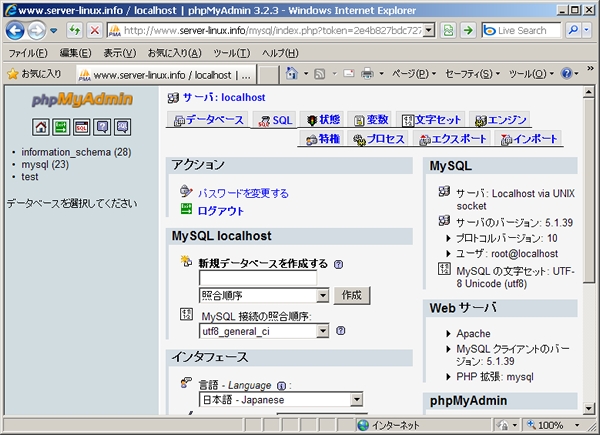 www.server-linux.info / localhost | phpMyAdmin 3.2.3 - Windows Internet Explorer
http://www.server-linux.info/mysql/index.php?token=2e4b827bdc727
Live Search
ファイル(F) 編集(E) 表示(V) お気に入り(A) ツール(T) ヘルプ(H)
お気に入り
www.server-linux.info / localhost | ...
ページ(P) セーフティ(S) ツール(O)
phpMyAdmin
SQL
information_schema (28)
mysql (23)
test
データベースを選択してください
サーバ: localhost
データベース SQL 状態 変数 文字セット エンジン
特権 プロセス エクスポート インポート
アクション
パスワードを変更する
ログアウト
MySQL localhost
新規データベースを作成する
照合順序 作成
MySQL 接続の照合順序:
utf8_general_ci
インタフェース
言語 - Language :
日本語 - Japanese
MySQL
サーバ: Localhost via UNIX
socket
サーバのバージョン: 5.1.39
プロトコルバージョン: 10
ユーザ: root@localhost
MySQL の文字セット: UTF-
8 Unicode (utf8)
Web サーバ
Apache
MySQL クライアントのバー
ジョン: 5.1.39
PHP 拡張: mysql
phpMyAdmin
インターネット
100%